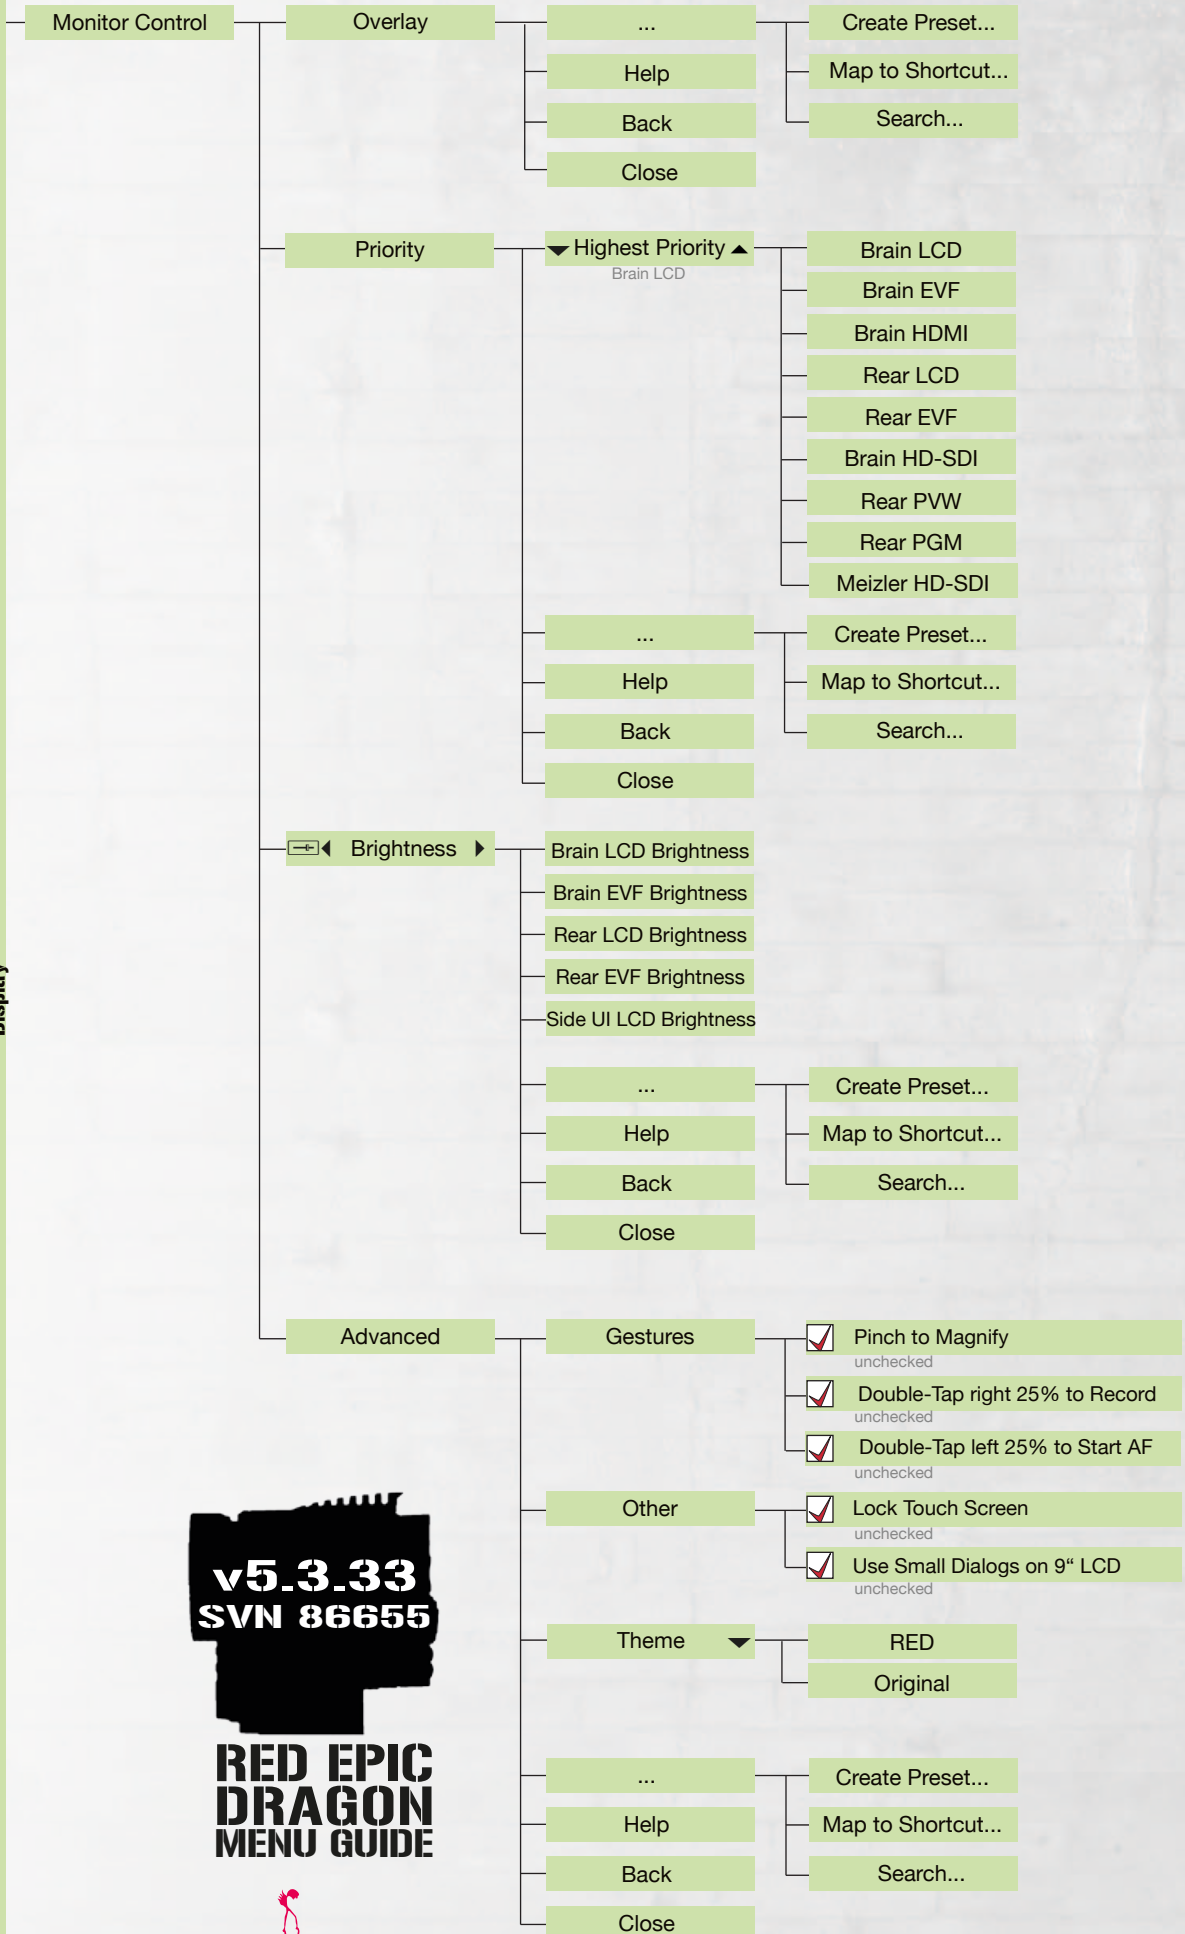 Monitor Control
Overlay
...
Create Preset...
Help
Map to Shortcut...
Back
Search...
Close
Priority
Highest Priority
Brain LCD
Brain LCD
Brain EVF
Brain HDMI
Rear LCD
Rear EVF
Brain HD-SDI
Rear PVW
Rear PGM
Meizler HD-SDI
...
Create Preset...
Help
Map to Shortcut...
Back
Search...
Close
Brightness
Brain LCD Brightness
Brain EVF Brightness
Rear LCD Brightness
Rear EVF Brightness
Side UI LCD Brightness
...
Create Preset...
Help
Map to Shortcut...
Back
Search...
Close
Display
Advanced
Gestures
Pinch to Magnify
unchecked
Double-Tap right 25% to Record
unchecked
Double-Tap left 25% to Start AF
unchecked
Other
Lock Touch Screen
unchecked
Use Small Dialogs on 9“ LCD
unchecked
Theme
RED
Original
...
Create Preset...
Help
Map to Shortcut...
Back
Search...
Close
v5.3.33
SVN 86655
RED EPIC
DRAGON
MENU GUIDE